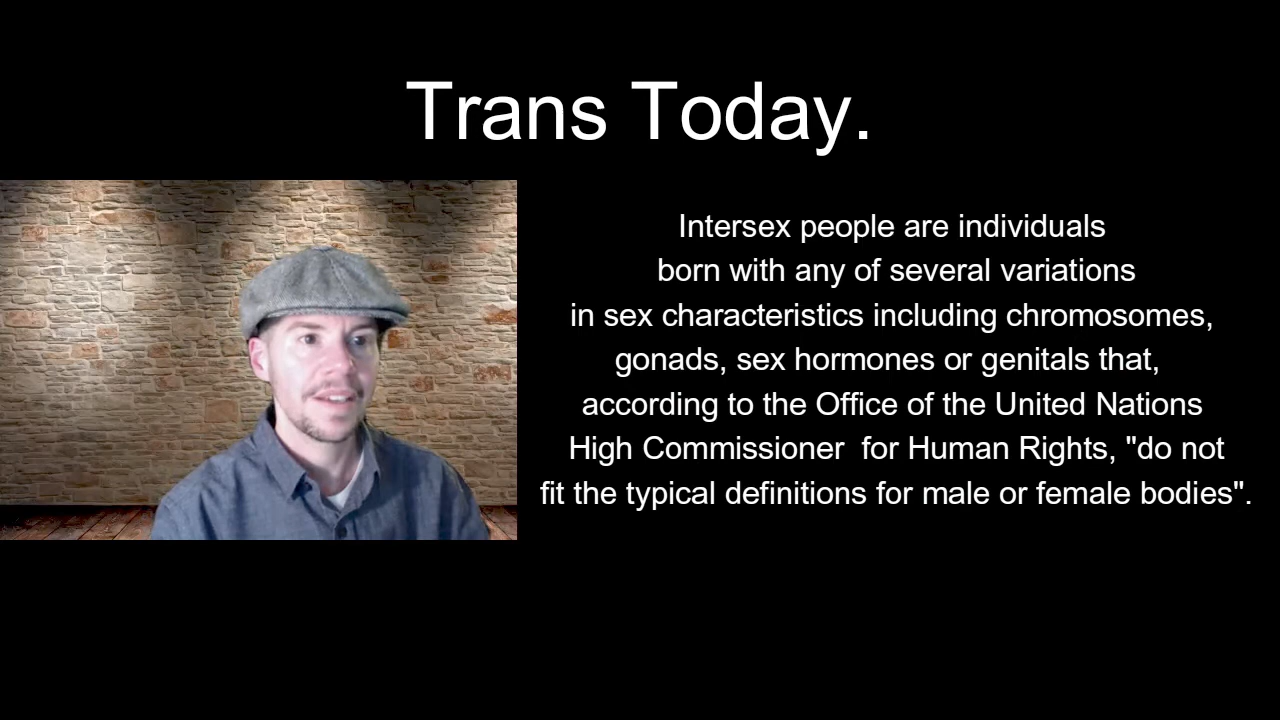 Trans Today.
Intersex people are individuals
born with any of several variations
in sex characteristics including chromosomes,
gonads, sex hormones or genitals that,
according to the Office of the United Nations
High Commissioner  for Human Rights, "do not
fit the typical definitions for male or female bodies".